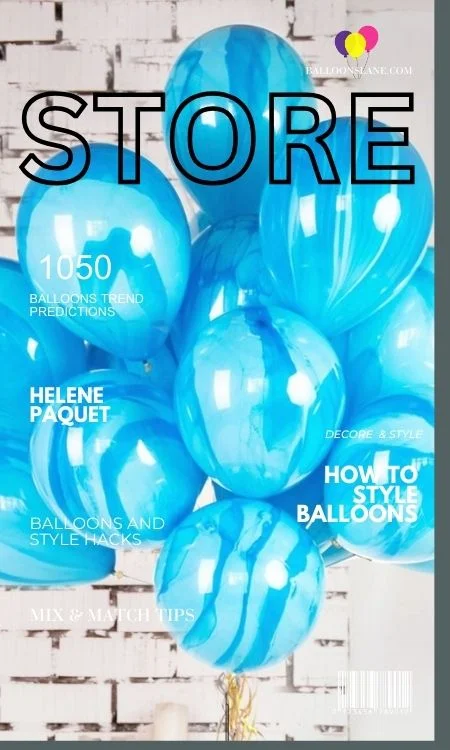 BALLOONSLANE.COM
STORE
1050
BALLOONS TREND
PREDICTIONS
HELENE
PAQUET
DECORE & STYLE
HOW TO
STYLE
BALLOONS
BALLOONS AND
STYLE HACKS
MIX & MATCH TIPS